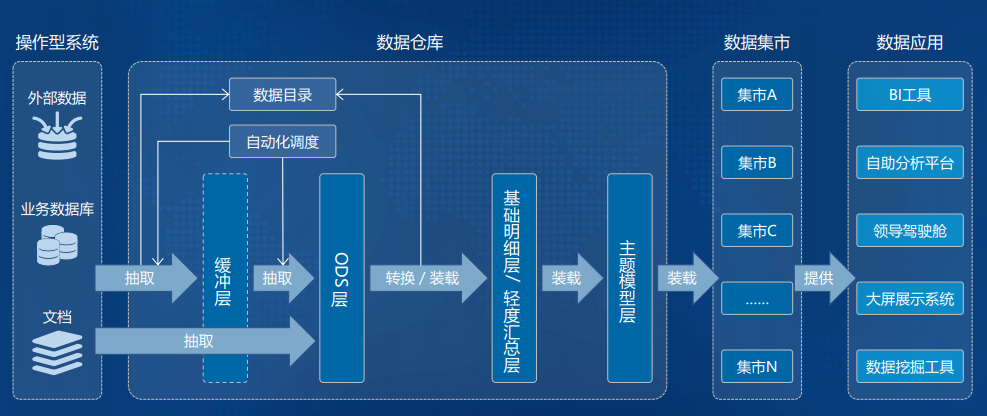 操作型系统
数据仓库
数据集市
数据应用
外部数据
业务数据库
文档
数据目录
自动化调度
抽取
缓冲层
抽取
抽取
ODS层
转换 / 装载
基础明细层 / 轻度汇总层
装载
主题模型层
装载
集市A
集市B
集市C
......
集市N
提供
BI工具
自助分析平台
领导驾驶舱
大屏展示系统
数据挖掘工具